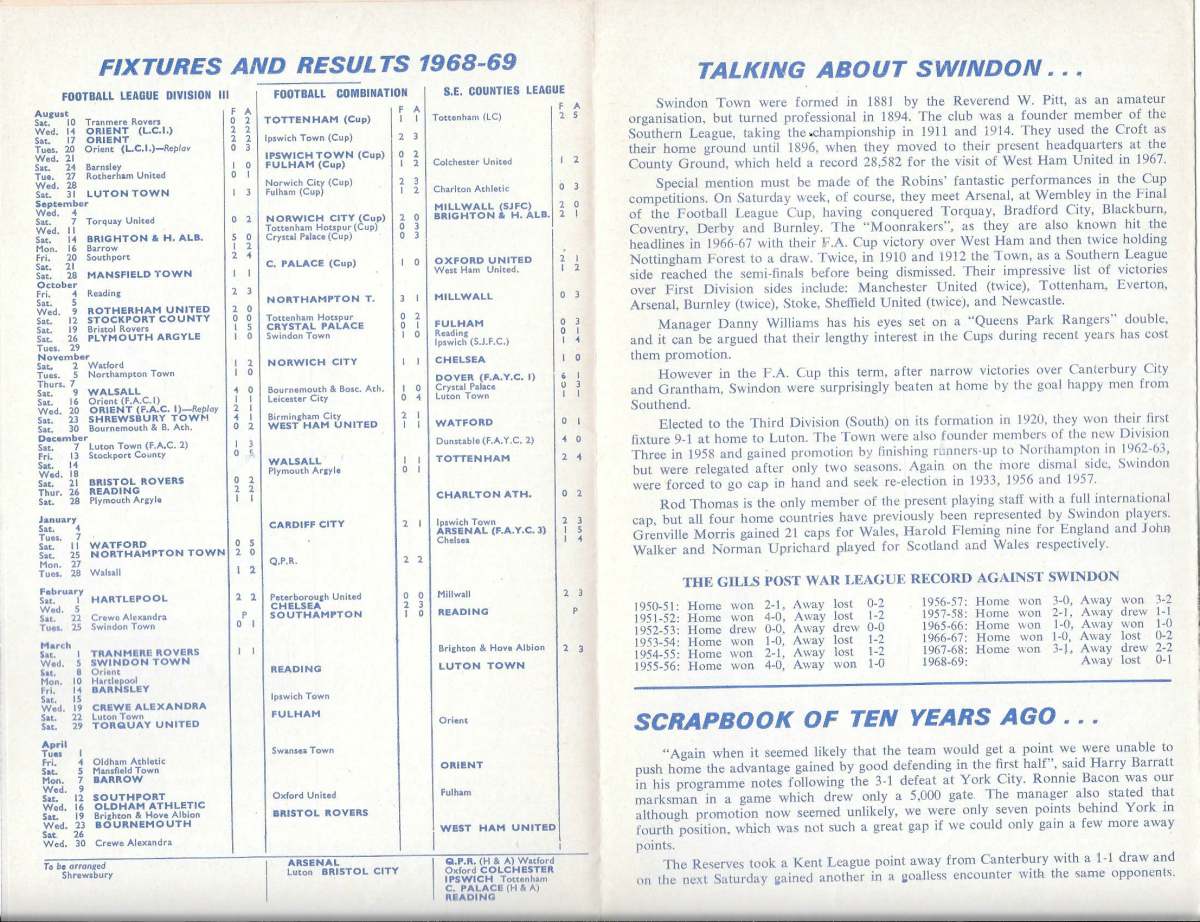 FIXTURES AND RESULTS 1968-69
FOOTBALL LEAGUE DIVISION III
F A
August
Sat. 10 Tranmere Rovers 0 2
Wed. 14 ORIENT (L.C.I.) 2 2
Sat. 17 ORIENT 2 2
Tues. 20 Orient (L.C.I.)—Replay 0 3
Wed. 21
Sat. 24 Barnsley 1 0
Tue. 27 Rotherham United 0 1
Wed. 28
Sat. 31 LUTON TOWN 1 3
September
Wed. 4
Sat. 7 Torquay United 0 2
Wed. 11
Sat. 14 BRIGHTON & H. ALB. 5 0
Mon. 16 Barrow 1 2
Fri. 20 Southport 2 4
Sat. 21
Sat. 28 MANSFIELD TOWN 1 1
October
Fri. 4 Reading 2 3
Sat. 5
Wed. 9 ROTHERHAM UNITED 2 0
Sat. 12 STOCKPORT COUNTY 0 0
Sat. 19 Bristol Rovers 1 5
Sat. 26 PLYMOUTH ARGYLE 1 0
Tues. 29
November
Sat. 2 Watford 1 2
Tues. 5 Northampton Town 1 0
Thurs. 7
Sat. 9 WALSALL 4 0
Sat. 16 Orient (F.A.C.1) 1 1
Wed. 20 ORIENT (F.A.C. 1)—Replay 2 1
Sat. 23 SHREWSBURY TOWN 4 1
Sat. 30 Bournemouth & B. Ath. 0 2
December
Sat. 7 Luton Town (F.A.C. 2) 1 3
Fri. 13 Stockport County 0 5
Sat. 14
Wed. 18
Sat. 21 BRISTOL ROVERS 0 2
Thur. 26 READING 2 2
Sat. 28 Plymouth Argyle 1 1
January
Sat. 4
Tues. 7
Sat. 11 WATFORD 0 5
Sat. 25 NORTHAMPTON TOWN 2 0
Mon. 27
Tues. 28 Walsall 1 2
February
Sat. 1 HARTLEPOOL 2 2
Wed. 5
Sat. 22 Crewe Alexandra P
Tues. 25 Swindon Town 0 1
March
Sat. 1 TRANMERE ROVERS 1 1
Wed. 5 SWINDON TOWN
Sat. 8 Orient
Mon. 10 Hartlepool
Fri. 14 BARNSLEY
Sat. 15
Wed. 19 CREWE ALEXANDRA
Sat. 22 Luton Town
Sat. 29 TORQUAY UNITED
April
Tues 1
Fri. 4 Oldham Athletic
Sat. 5 Mansfield Town
Mon. 7 BARROW
Wed. 9
Sat. 12 SOUTHPORT
Wed. 16 OLDHAM ATHLETIC
Sat. 19 Brighton & Hove Albion
Wed. 23 BOURNEMOUTH
Sat. 26
Wed. 30 Crewe Alexandra
To be arranged
Shrewsbury
FOOTBALL COMBINATION
F A
TOTTENHAM (Cup) 1 1
Ipswich Town (Cup) 2 3
IPSWICH TOWN (Cup) 0 2
FULHAM (Cup) 1 2
Norwich City (Cup) 2 3
Fulham (Cup) 1 2
NORWICH CITY (Cup) 2 0
Tottenham Hotspur (Cup) 0 3
Crystal Palace (Cup) 0 3
C. PALACE (Cup) 1 0
NORTHAMPTON T. 3 1
Tottenham Hotspur 0 2
CRYSTAL PALACE 0 1
Swindon Town 1 0
NORWICH CITY 1 1
Bournemouth & Bosc. Ath. 1 0
Leicester City 0 4
Birmingham City 2 1
WEST HAM UNITED 1 1
WALSALL 1 1
Plymouth Argyle 0 1
CARDIFF CITY 2 1
Q.P.R. 2 2
Peterborough United 0 0
CHELSEA 2 3
SOUTHAMPTON 1 0
READING
Ipswich Town
FULHAM
Swansea Town
Oxford United
BRISTOL ROVERS
ARSENAL
Luton BRISTOL CITY
S.E. COUNTIES LEAGUE
F A
Tottenham (LC) 2 5
Colchester United 1 2
Charlton Athletic 0 3
MILLWALL (SJFC) 2 0
BRIGHTON & H. ALB. 2 1
OXFORD UNITED 2 1
West Ham United. 1 2
MILLWALL 0 3
FULHAM 0 3
Reading 0 1
Ipswich (S.J.F.C.) 1 4
CHELSEA 1 0
DOVER (F.A.Y.C. 1) 6 1
Crystal Palace 0 3
Luton Town 1 1
WATFORD 0 1
Dunstable (F.A.Y.C. 2) 4 0
TOTTENHAM 2 4
CHARLTON ATH. 0 2
Ipswich Town 2 3
ARSENAL (F.A.Y.C. 3) 1 5
Chelsea 1 4
Millwall 2 3
READING P
Brighton & Hove Albion 2 3
LUTON TOWN
Orient
ORIENT
Fulham
WEST HAM UNITED
Q.P.R. (H & A) Watford
Oxford COLCHESTER
IPSWICH Tottenham
C. PALACE (H & A)
READING
TALKING ABOUT SWINDON...
Swindon Town were formed in 1881 by the Reverend W. Pitt, as an amateur
organisation, but turned professional in 1894. The club was a founder member of the
Southern League, taking the championship in 1911 and 1914. They used the Croft as
their home ground until 1896, when they moved to their present headquarters at the
County Ground, which held a record 28,582 for the visit of West Ham United in 1967.
Special mention must be made of the Robins' fantastic performances in the Cup
competitions. On Saturday week, of course, they meet Arsenal, at Wembley in the Final
of the Football League Cup, having conquered Torquay, Bradford City, Blackburn,
Coventry, Derby and Burnley. The "Moonrakers", as they are also known hit the
headlines in 1966-67 with their F.A. Cup victory over West Ham and then twice holding
Nottingham Forest to a draw. Twice, in 1910 and 1912 the Town, as a Southern League
side reached the semi-finals before being dismissed. Their impressive list of victories
over First Division sides include: Manchester United (twice), Tottenham, Everton,
Arsenal, Burnley (twice), Stoke, Sheffield United (twice), and Newcastle.
Manager Danny Williams has his eyes set on a "Queens Park Rangers" double,
and it can be argued that their lengthy interest in the Cups during recent years has cost
them promotion.
However in the F.A. Cup this term, after narrow victories over Canterbury City
and Grantham, Swindon were surprisingly beaten at home by the goal happy men from
Southend.
Elected to the Third Division (South) on its formation in 1920, they won their first
fixture 9-1 at home to Luton. The Town were also founder members of the new Division
Three in 1958 and gained promotion by finishing runners-up to Northampton in 1962-63,
but were relegated after only two seasons. Again on the more dismal side, Swindon
were forced to go cap in hand and seek re-election in 1933, 1956 and 1957.
Rod Thomas is the only member of the present playing staff with a full international
cap, but all four home countries have previously been represented by Swindon players.
Grenville Morris gained 21 caps for Wales, Harold Fleming nine for England and John
Walker and Norman Uprichard played for Scotland and Wales respectively.
THE GILLS POST WAR LEAGUE RECORD AGAINST SWINDON
1950-51: Home won 2-1, Away lost 0-2
1951-52: Home won 4-0, Away lost 1-2
1952-53: Home drew 0-0, Away drew 0-0
1953-54: Home won 1-0, Away lost 1-2
1954-55: Home won 2-1, Away lost 1-2
1955-56: Home won 4-0, Away won 1-0
1956-57: Home won 3-0, Away won 3-2
1957-58: Home won 2-1, Away drew 1-1
1965-66: Home won 1-0, Away won 1-0
1966-67: Home won 1-0, Away lost 0-2
1967-68: Home won 3-1, Away drew 2-2
1968-69: Away lost 0-1
SCRAPBOOK OF TEN YEARS AGO...
"Again when it seemed likely that the team would get a point we were unable to
push home the advantage gained by good defending in the first half", said Harry Barratt
in his programme notes following the 3-1 defeat at York City. Ronnie Bacon was our
marksman in a game which drew only a 5,000 gate. The manager also stated that
although promotion now seemed unlikely, we were only seven points behind York in
fourth position, which was not such a great gap if we could only gain a few more away
points.
The Reserves took a Kent League point away from Canterbury with a 1-1 draw and
on the next Saturday gained another in a goalless encounter with the same opponents.